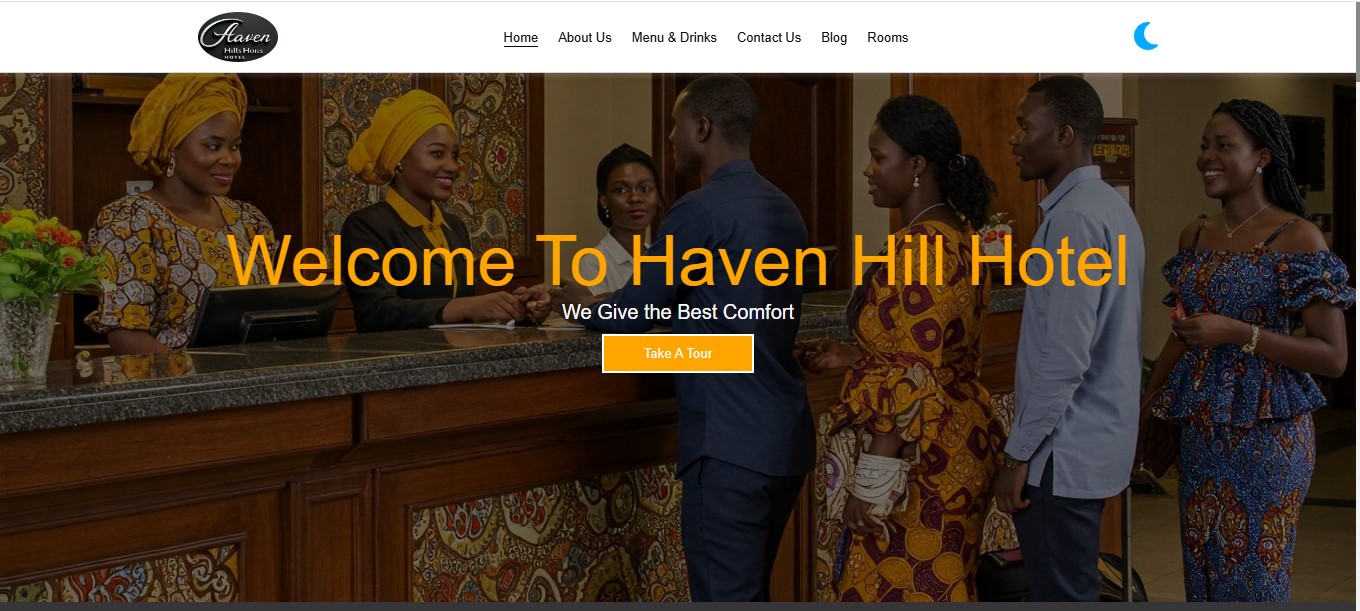 Haven
Hills Hotis
HOTEL
Home
About Us
Menu & Drinks
Contact Us
Blog
Rooms
Welcome To Haven Hill Hotel
We Give the Best Comfort
Take A Tour